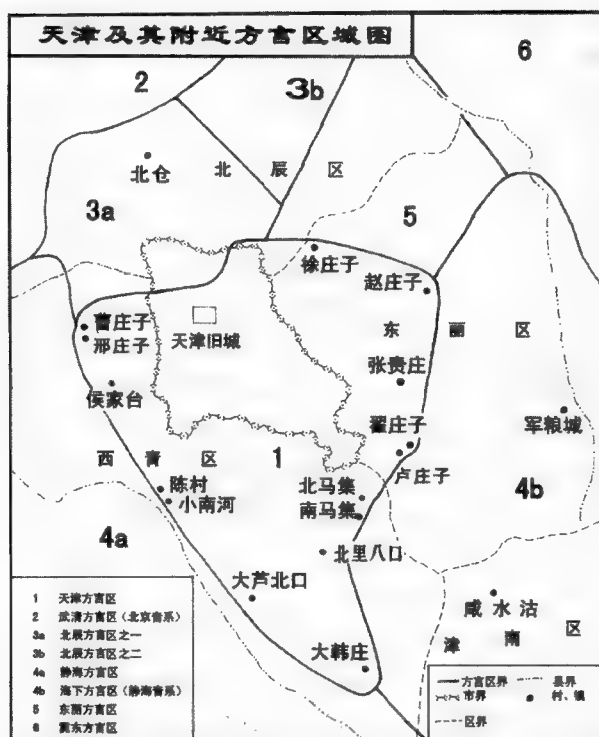 天津及其附近方言区域图
6
2
3b
北仓
北辰区
3a
5
徐庄子
赵庄子
曹庄子
邢庄子
天津旧城
东丽区
张贵庄
侯家台
翟庄子
军粮城
西青区
1
卢庄子
陈村
北马集
4b
小南河
南马集
4a
北里八口
大芦北口
咸水沽
津南区
大韩庄
1 天津方言区
2 武清方言区（北京音系）
3a 北辰方言区之一
3b 北辰方言区之二
4a 静海方言区
4b 海下方言区（静海音系）
5 东丽方言区
6 蓟东方言区
方言区界 县界
市界 村、镇
区界